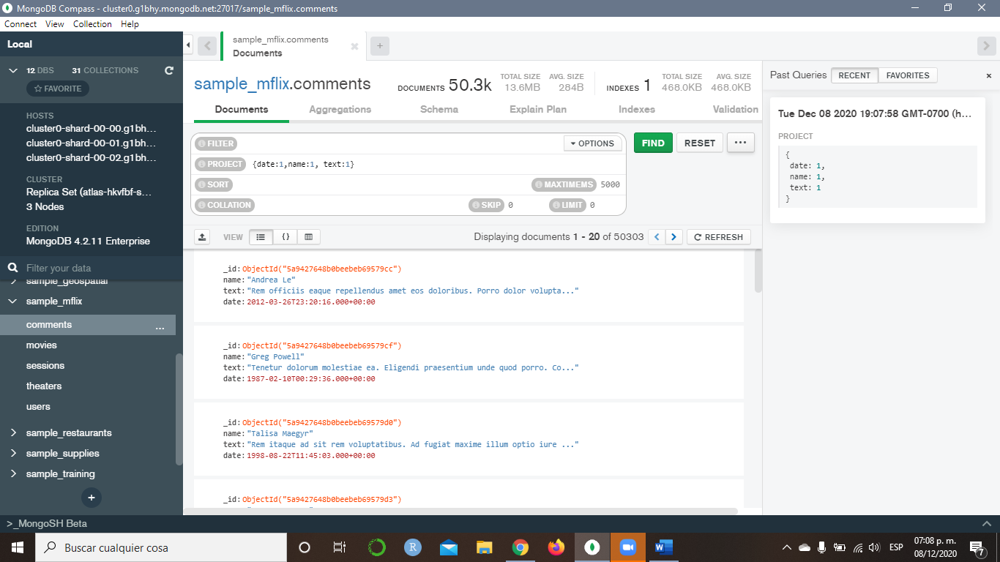 MongoDB Compass - cluster0.g1bhy.mongodb.net:27017/sample_mflix.comments
Connect View Collection Help
Local
12 DBS 31 COLLECTIONS
FAVORITE
HOSTS
cluster0-shard-00-00.g1bh...
cluster0-shard-00-01.g1bh...
cluster0-shard-00-02.g1bh...
CLUSTER
Replica Set (atlas-hkvfbf-s...
3 Nodes
EDITION
MongoDB 4.2.11 Enterprise
Filter your data
sample_geospatial
sample_mflix
comments ...
movies
sessions
theaters
users
sample_restaurants
sample_supplies
sample_training
+
sample_mflix.comments
Documents
+
sample_mflix.comments
DOCUMENTS 50.3k
TOTAL SIZE 13.6MB
AVG. SIZE 284B
INDEXES 1
TOTAL SIZE 468.0KB
AVG. SIZE 468.0KB
Documents Aggregations Schema Explain Plan Indexes Validation
FILTER OPTIONS
FIND RESET ...
PROJECT {date:1,name:1, text:1}
SORT MAXTIMEMS 5000
COLLATION SKIP 0 LIMIT 0
VIEW {} Displaying documents 1 - 20 of 50303 < > REFRESH
_id: ObjectId("5a9427648b0beebeb69579cc")
name: "Andrea Le"
text: "Rem officiis eaque repellendus amet eos doloribus. Porro dolor volupta..."
date: 2012-03-26T23:20:16.000+00:00
_id: ObjectId("5a9427648b0beebeb69579cf")
name: "Greg Powell"
text: "Tenetur dolorum molestiae ea. Eligendi praesentium unde quod porro. Co..."
date: 1987-02-10T00:29:36.000+00:00
_id: ObjectId("5a9427648b0beebeb69579d0")
name: "Talisa Maegyr"
text: "Rem itaque ad sit rem voluptatibus. Ad fugiat maxime illum optio iure ..."
date: 1998-08-22T11:45:03.000+00:00
_id: ObjectId("5a9427648b0beebeb69579d3")
Past Queries RECENT FAVORITES ×
Tue Dec 08 2020 19:07:58 GMT-0700 (h...
PROJECT
{
date: 1,
name: 1,
text: 1
}
>_MongoSH Beta
Buscar cualquier cosa
R
W
ESP
07:08 p. m.
08/12/2020
7